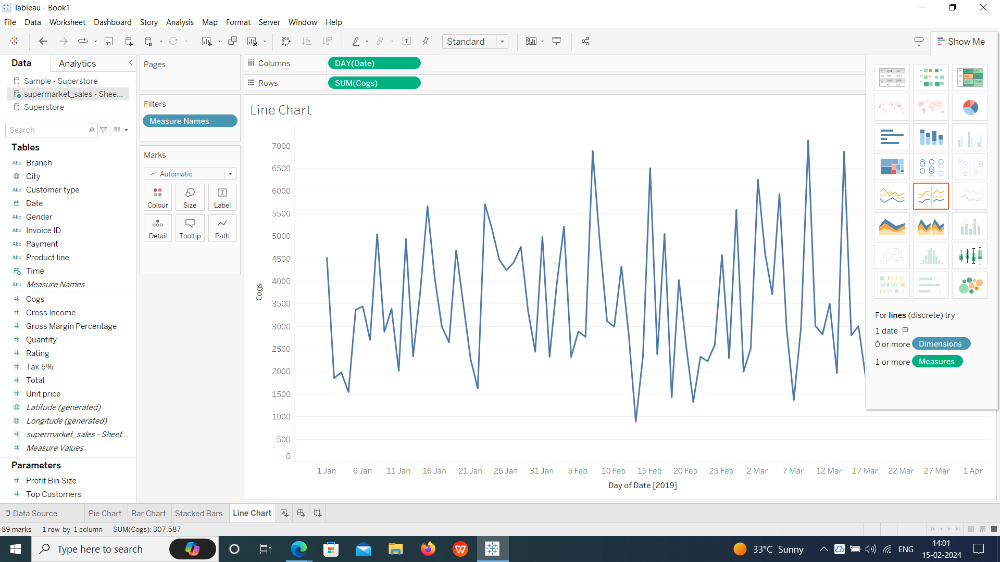 Tableau - Book1
File Data Worksheet Dashboard Story Analysis Map Format Server Window Help
Standard
Show Me
Data Analytics
Sample - Superstore
supermarket_sales - Shee...
Superstore
Search
Tables
Abc Branch
City
Abc Customer type
Date
Abc Gender
Abc Invoice ID
Abc Payment
Abc Product line
Time
Abc Measure Names
Cogs
Gross Income
Gross Margin Percentage
Quantity
Rating
Tax 5%
Total
Unit price
Latitude (generated)
Longitude (generated)
supermarket_sales - Sheet...
Measure Values
Parameters
Profit Bin Size
Top Customers
Pages
Filters
Measure Names
Marks
Automatic
Colour Size Label
Detail Tooltip Path
Columns DAY(Date)
Rows SUM(Cogs)
Line Chart
7000
6500
6000
5500
5000
4500
4000
3500
3000
2500
2000
1500
1000
500
0
Cogs
1 Jan 6 Jan 11 Jan 16 Jan 21 Jan 26 Jan 31 Jan 5 Feb 10 Feb 15 Feb 20 Feb 25 Feb 2 Mar 7 Mar 12 Mar 17 Mar 22 Mar 27 Mar 1 Apr
Day of Date [2019]
For lines (discrete) try
1 date
0 or more Dimensions
1 or more Measures
Data Source Pie Chart Bar Chart Stacked Bars Line Chart
89 marks 1 row by 1 column SUM(Cogs): 307,587
Type here to search
33°C Sunny
ENG
14:01
15-02-2024